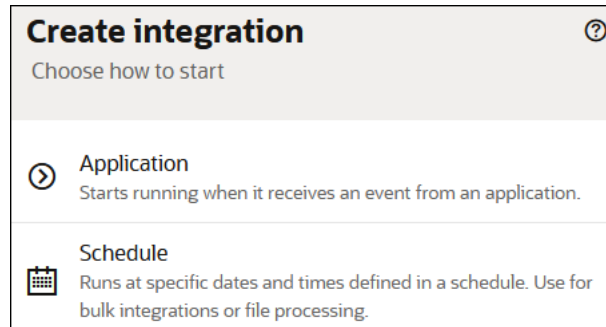 Create integration
Choose how to start
Application
Starts running when it receives an event from an application.
Schedule
Runs at specific dates and times defined in a schedule. Use for
bulk integrations or file processing.